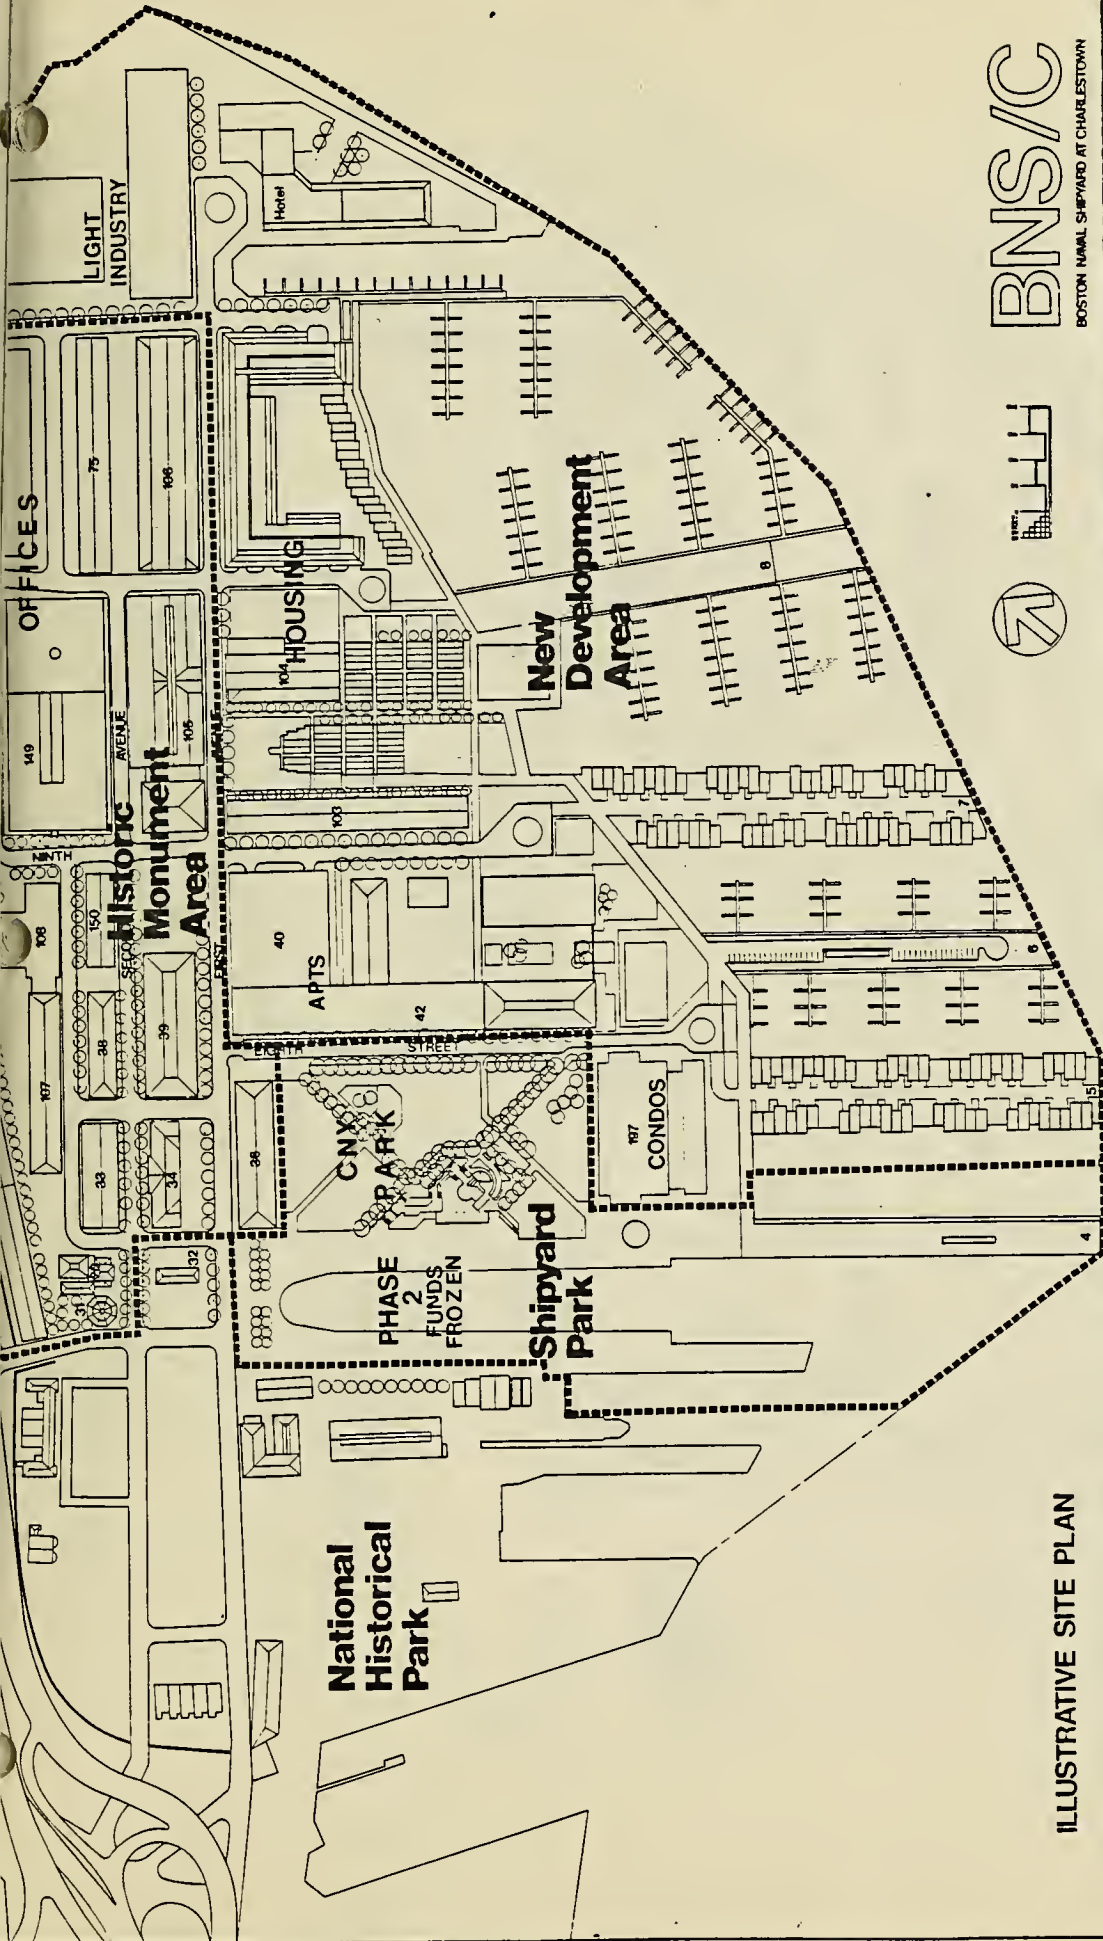 OFFICES
LIGHT
INDUSTRY
Historic
Monument
Area
HOUSING
Hotel
New
Development
Area
APTS
CNY
PARK
PHASE
2
FUNDS
FROZEN
Shipyard
Park
CONDOS
197
National
Historical
Park
NINTH
AVENUE
SECOND
FIRST
EIGHTH STREET
149
75
106
105
104
103
108
150
107
38
39
40
42
33
34
36
31
32
4
5
6
7
8
ILLUSTRATIVE SITE PLAN
BNS/C
BOSTON NAVAL SHIPYARD AT CHARLESTOWN